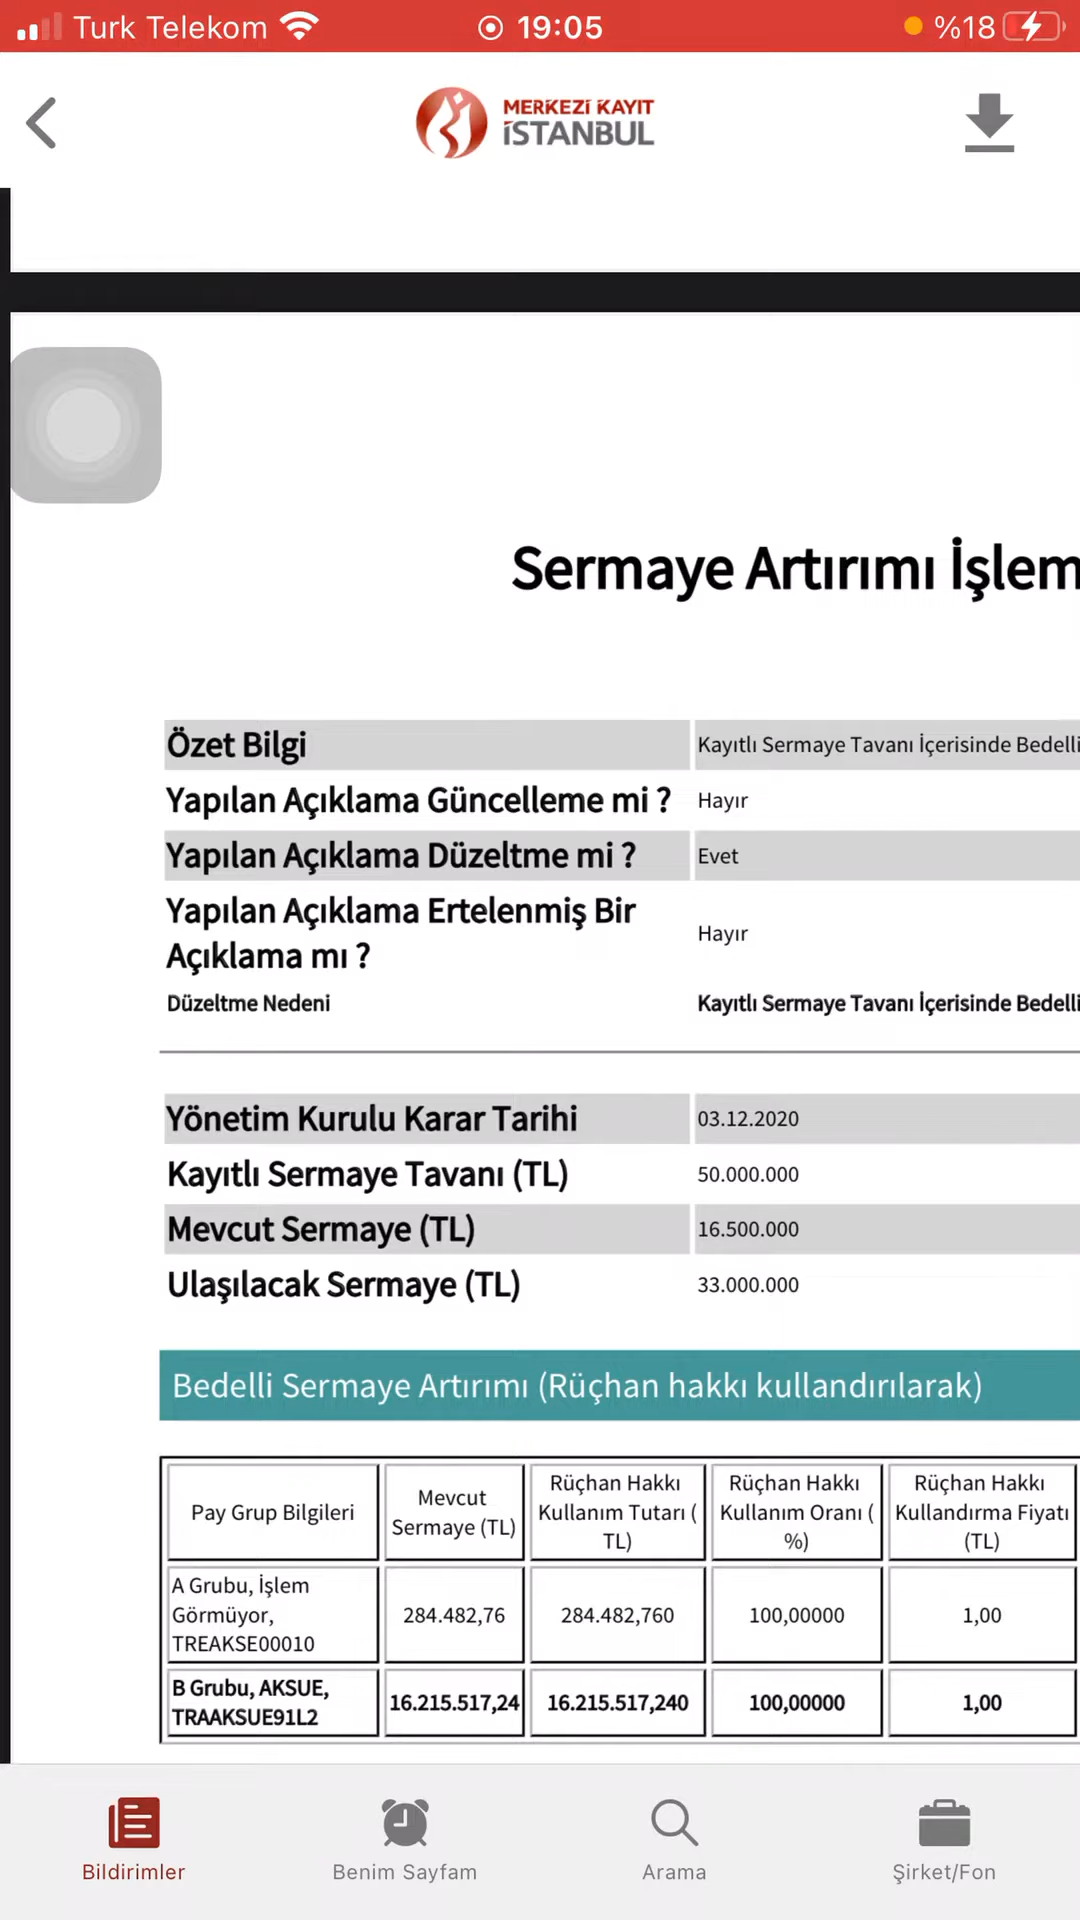 Turk Telekom 19:05 %18
MERKEZİ KAYIT
İSTANBUL
Sermaye Artırımı İşlem
Özet Bilgi Kayıtlı Sermaye Tavanı İçerisinde Bedelli
Yapılan Açıklama Güncelleme mi ? Hayır
Yapılan Açıklama Düzeltme mi ? Evet
Yapılan Açıklama Ertelenmiş Bir
Açıklama mı ? Hayır
Düzeltme Nedeni Kayıtlı Sermaye Tavanı İçerisinde Bedelli
Yönetim Kurulu Karar Tarihi 03.12.2020
Kayıtlı Sermaye Tavanı (TL) 50.000.000
Mevcut Sermaye (TL) 16.500.000
Ulaşılacak Sermaye (TL) 33.000.000
Bedelli Sermaye Artırımı (Rüçhan hakkı kullandırılarak)
Pay Grup Bilgileri
Mevcut
Sermaye (TL)
Rüçhan Hakkı
Kullanım Tutarı (
TL)
Rüçhan Hakkı
Kullanım Oranı (
%)
Rüçhan Hakkı
Kullandırma Fiyatı
(TL)
A Grubu, İşlem
Görmüyor,
TREAKSE00010
284.482,76
284.482,760
100,00000
1,00
B Grubu, AKSUE,
TRAAKSUE91L2
16.215.517,24
16.215.517,240
100,00000
1,00
Bildirimler Benim Sayfam Arama Şirket/Fon